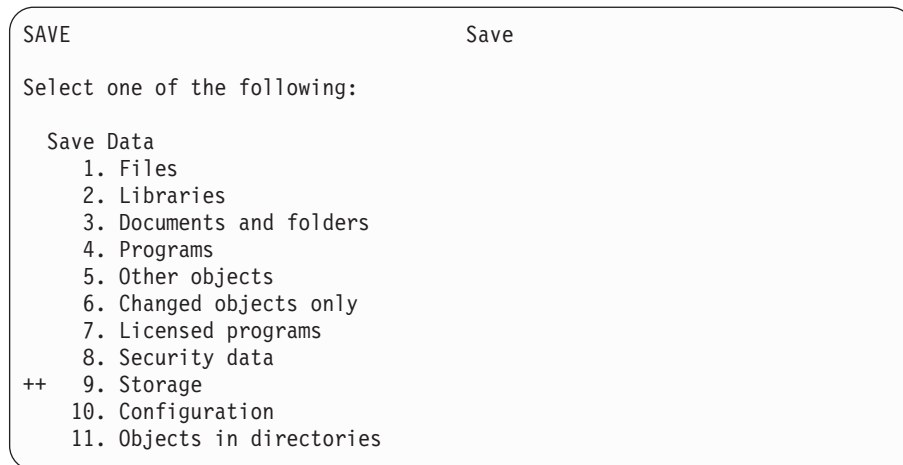 SAVE Save
Select one of the following:
Save Data
1. Files
2. Libraries
3. Documents and folders
4. Programs
5. Other objects
6. Changed objects only
7. Licensed programs
8. Security data
++ 9. Storage
10. Configuration
11. Objects in directories